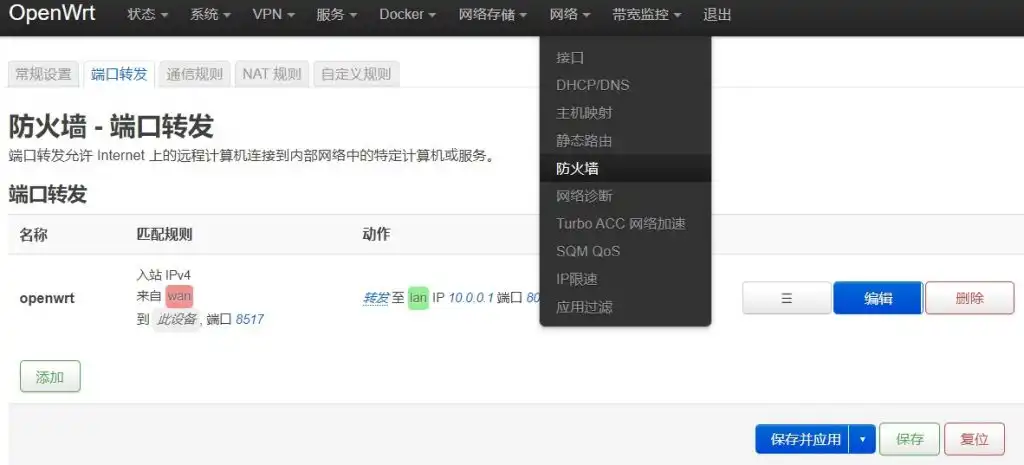 OpenWrt 状态 系统 VPN 服务 Docker 网络存储 网络 带宽监控 退出
接口
DHCP/DNS
主机映射
静态路由
防火墙
网络诊断
Turbo ACC 网络加速
SQM QoS
IP限速
应用过滤
常规设置 端口转发 通信规则 NAT 规则 自定义规则
防火墙 - 端口转发
端口转发允许 Internet 上的远程计算机连接到内部网络中的特定计算机或服务。
端口转发
名称 匹配规则 动作
openwrt
入站 IPv4
来自 wan
到 此设备, 端口 8517
转发 至 lan IP 10.0.0.1 端口 80
☰ 编辑 删除
添加
保存并应用 保存 复位